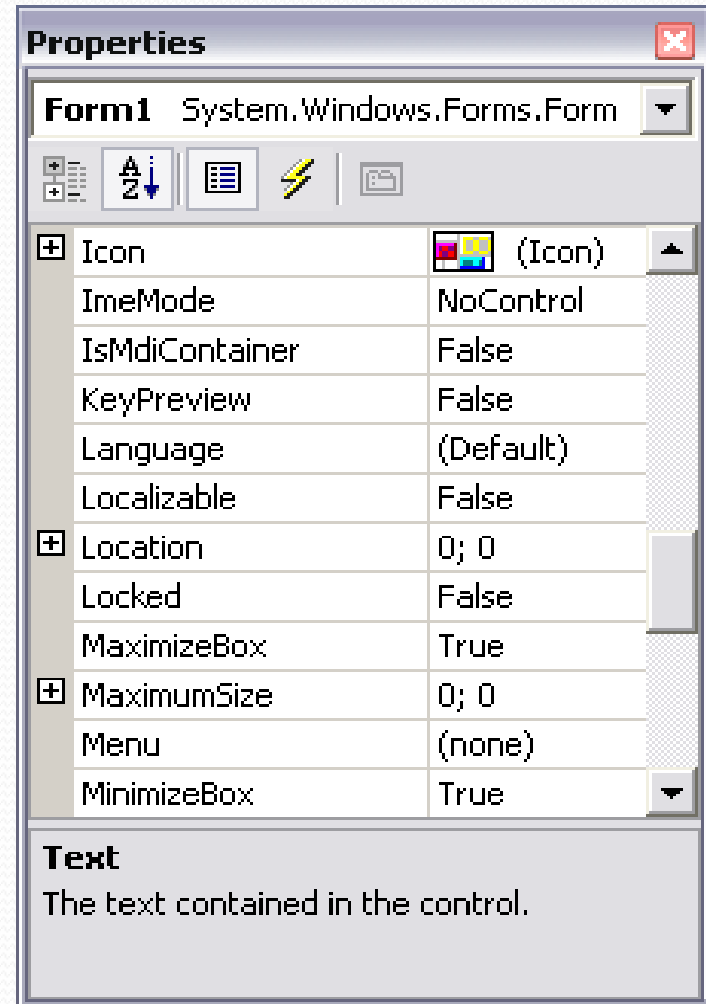 Properties
Form1 System.Windows.Forms.Form
A
Z
Icon (Icon)
ImeMode NoControl
IsMdiContainer False
KeyPreview False
Language (Default)
Localizable False
Location 0; 0
Locked False
MaximizeBox True
MaximumSize 0; 0
Menu (none)
MinimizeBox True
Text
The text contained in the control.